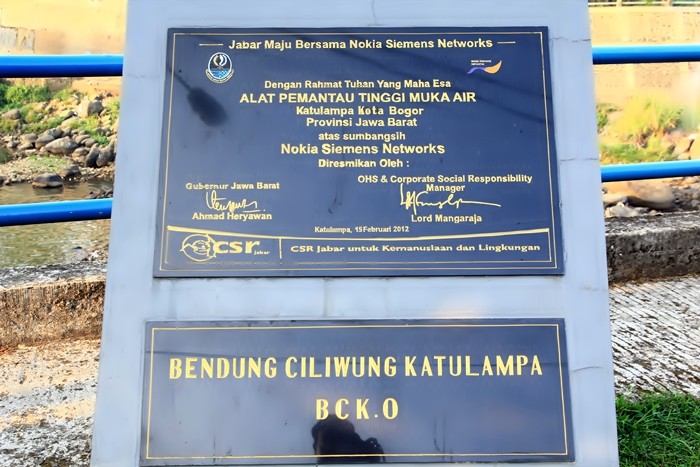 Jabar Maju Bersama Nokia Siemens Networks
Dengan Rahmat Tuhan Yang Maha Esa
ALAT PEMANTAU TINGGI MUKA AIR
Katulampa Kota Bogor
Provinsi Jawa Barat
atas sumbangsih
Nokia Siemens Networks
Diresmikan Oleh :
Gubernur Jawa Barat
Ahmad Heryawan
OHS & Corporate Social Responsibility
Manager
Lord Mangaraja
Katulampa, 15 Februari 2012
csr jabar
CSR Jabar untuk Kemanusiaan dan Lingkungan
BENDUNG CILIWUNG KATULAMPA
BCK.O